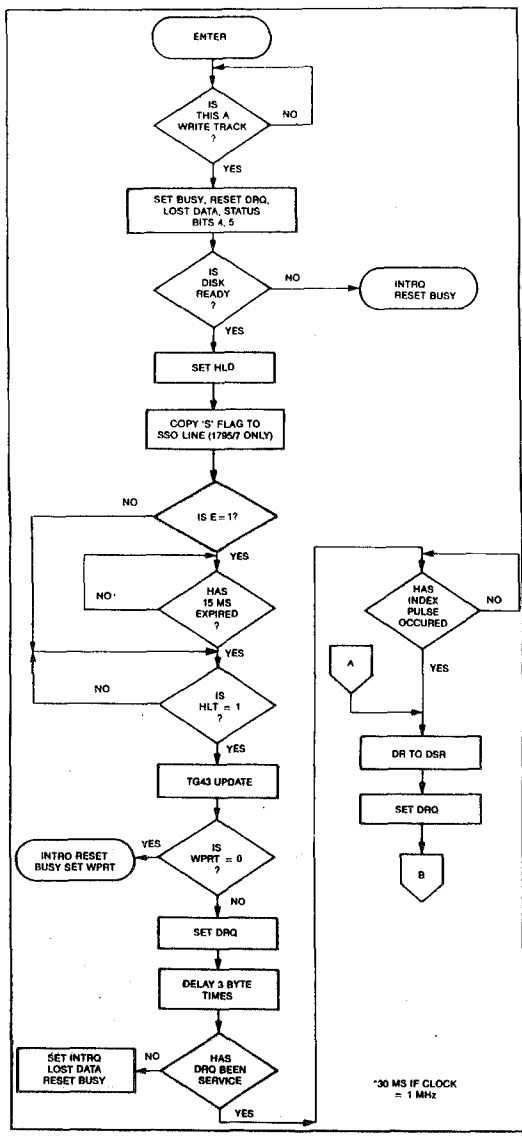 ENTER
IS
THIS A
WRITE TRACK
?
NO
YES
SET BUSY, RESET DRQ,
LOST DATA, STATUS
BITS 4, 5
IS
DISK
READY
?
NO
INTRQ
RESET BUSY
YES
SET HLD
COPY 'S' FLAG TO
SSO LINE (1795/7 ONLY)
NO
IS E = 1?
YES
NO*
HAS
15 MS
EXPIRED
?
YES
NO
IS
HLT = 1
?
YES
TG43 UPDATE
INTRO RESET
BUSY SET WPRT
YES
IS
WPRT = 0
?
NO
SET DRQ
DELAY 3 BYTE
TIMES
SET INTRQ
LOST DATA
RESET BUSY
NO
HAS
DRQ BEEN
SERVICE
YES
HAS
INDEX
PULSE
OCCURED
NO
YES
A
DR TO DSR
SET DRQ
B
*30 MS IF CLOCK
= 1 MHz